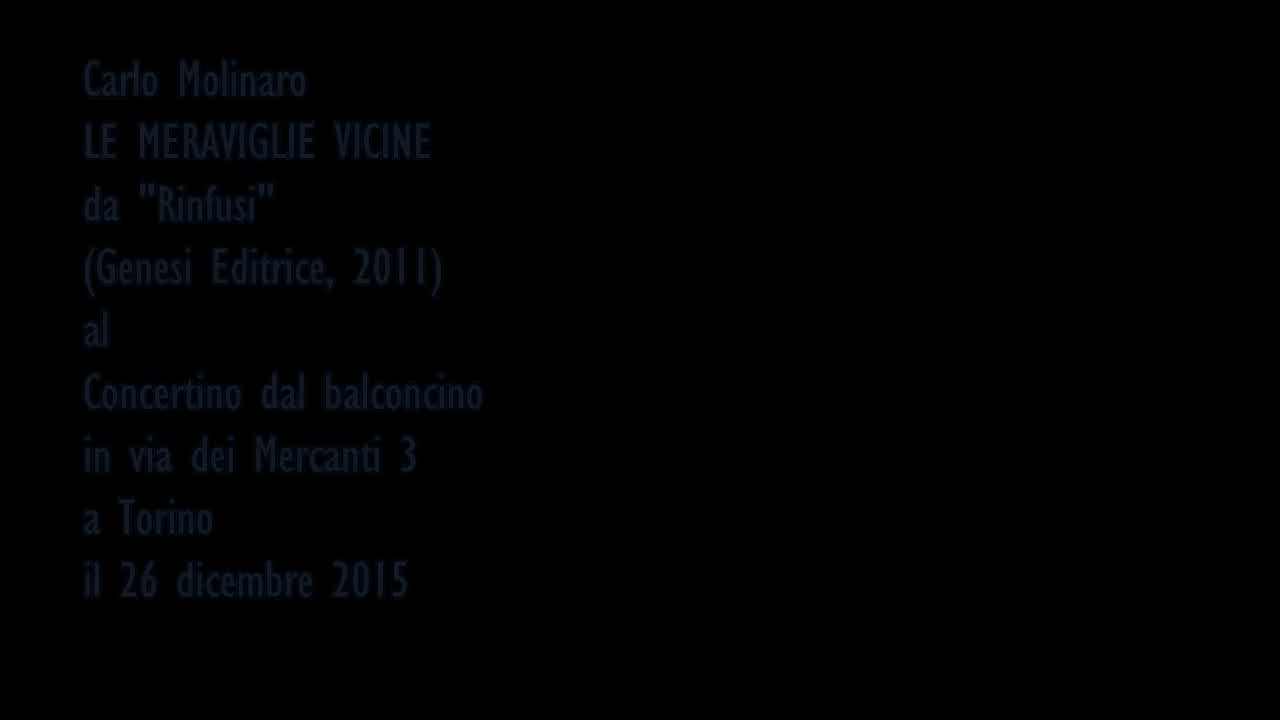 Carlo Molinaro
LE MERAVIGLIE VICINE
da "Rinfusi"
(Genesi Editrice, 2011)
al
Concertino dal balconcino
in via dei Mercanti 3
a Torino
il 26 dicembre 2015